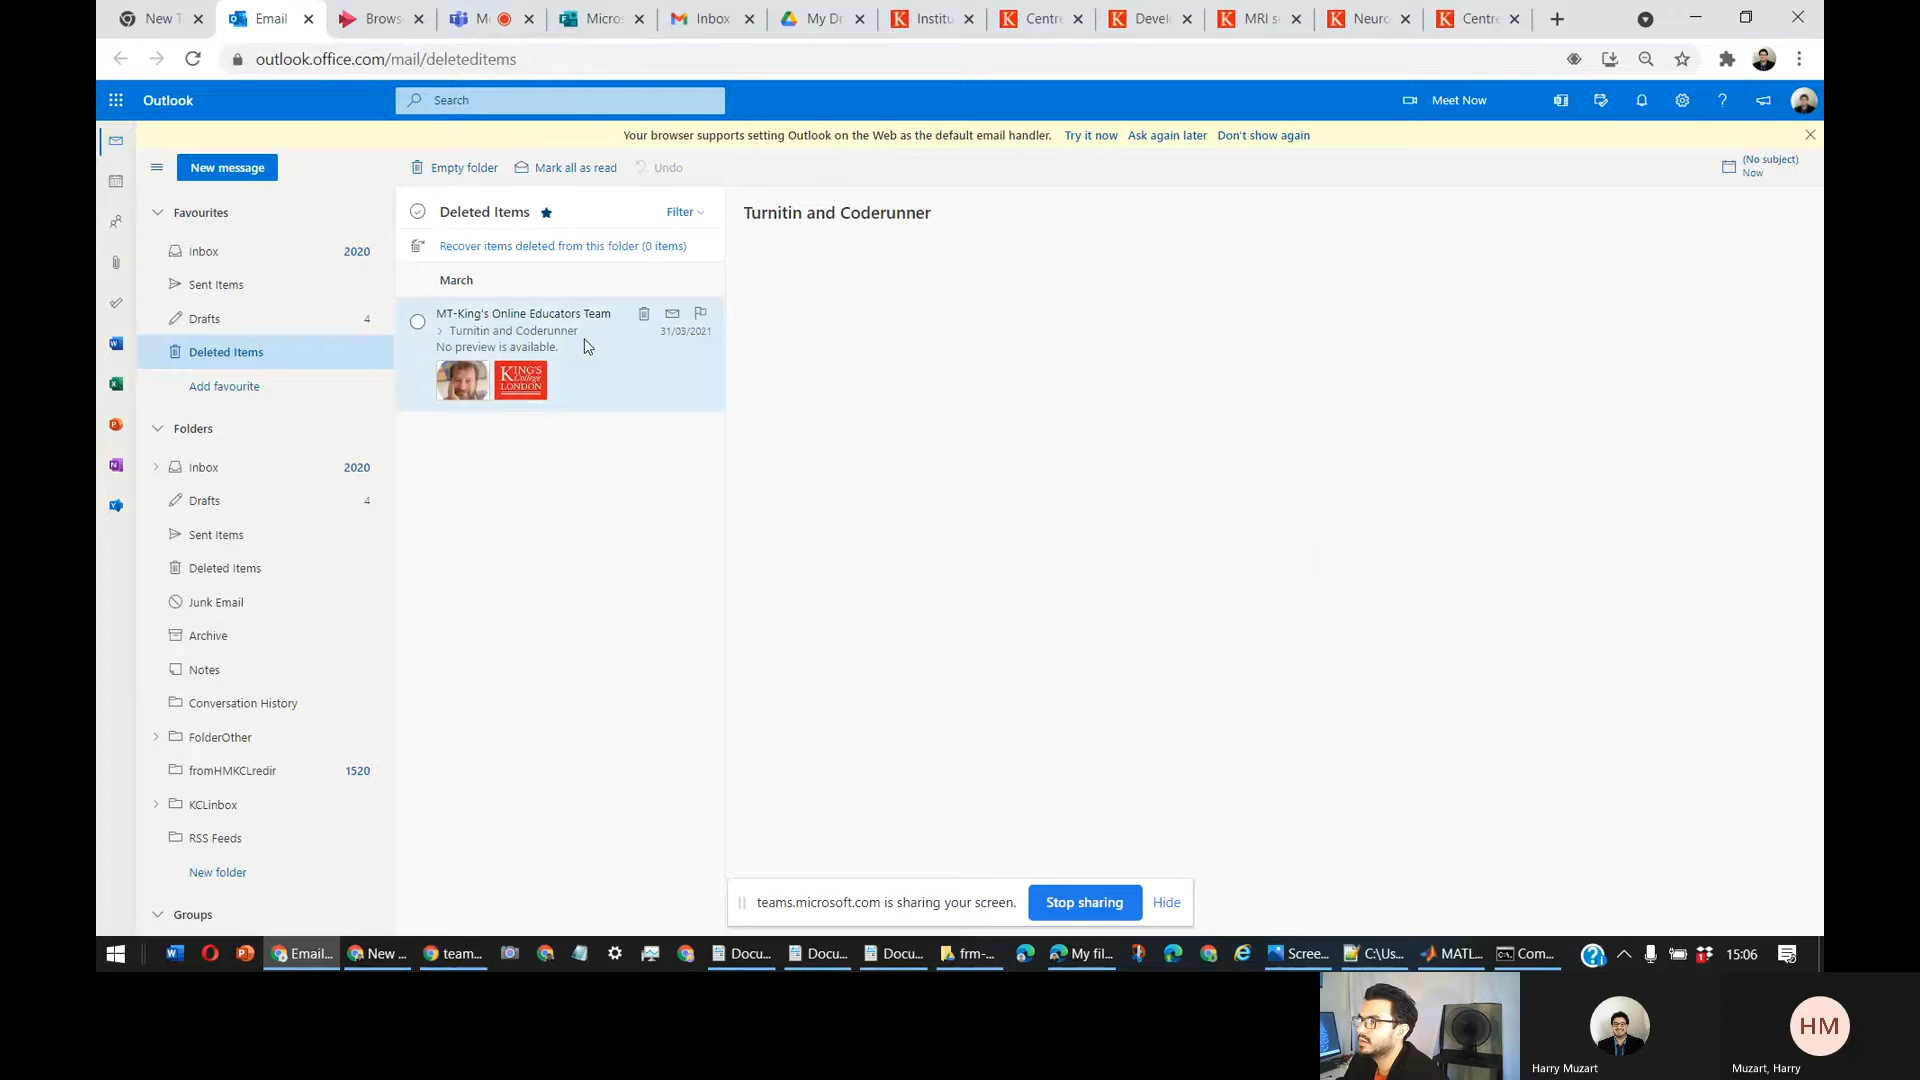 New T
Email
Brows
Me
Micros
Inbox
My Dr
Institu
Centre
Devel
MRI s
Neuro
Centre
outlook.office.com/mail/deleteditems
Outlook
Search
Meet Now
Your browser supports setting Outlook on the Web as the default email handler. Try it now Ask again later Don't show again
New message
Empty folder
Mark all as read
Undo
(No subject)
Now
Favourites
Inbox 2020
Sent Items
Drafts 4
Deleted Items
Add favourite
Folders
Inbox 2020
Drafts 4
Sent Items
Deleted Items
Junk Email
Archive
Notes
Conversation History
FolderOther
fromHMKCLredir 1520
KCLinbox
RSS Feeds
New folder
Groups
Deleted Items
Filter
Recover items deleted from this folder (0 items)
March
MT-King's Online Educators Team
Turnitin and Coderunner 31/03/2021
No preview is available.
KING'S
College
LONDON
Turnitin and Coderunner
teams.microsoft.com is sharing your screen. Stop sharing Hide
Email...
New ...
team...
Docu...
Docu...
Docu...
frm-...
My fil...
Scree...
C:\Us...
MATL...
Com...
15:06
HM
Harry Muzart
Muzart, Harry